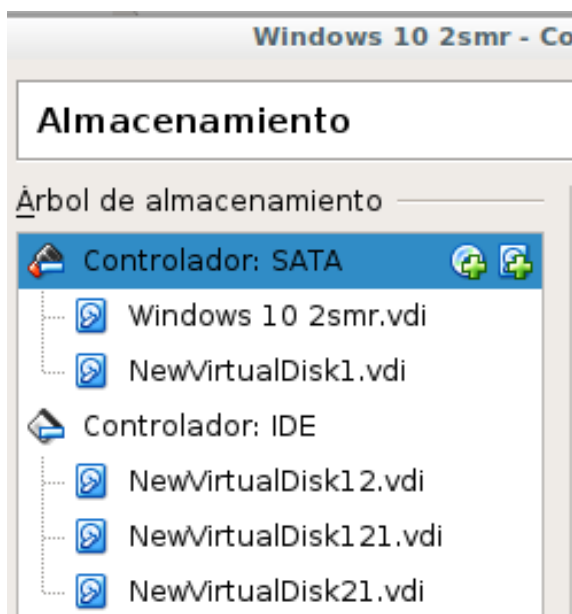 Windows 10 2smr - Co
Almacenamiento
Árbol de almacenamiento
Controlador: SATA
Windows 10 2smr.vdi
NewVirtualDisk1.vdi
Controlador: IDE
NewVirtualDisk12.vdi
NewVirtualDisk121.vdi
NewVirtualDisk21.vdi